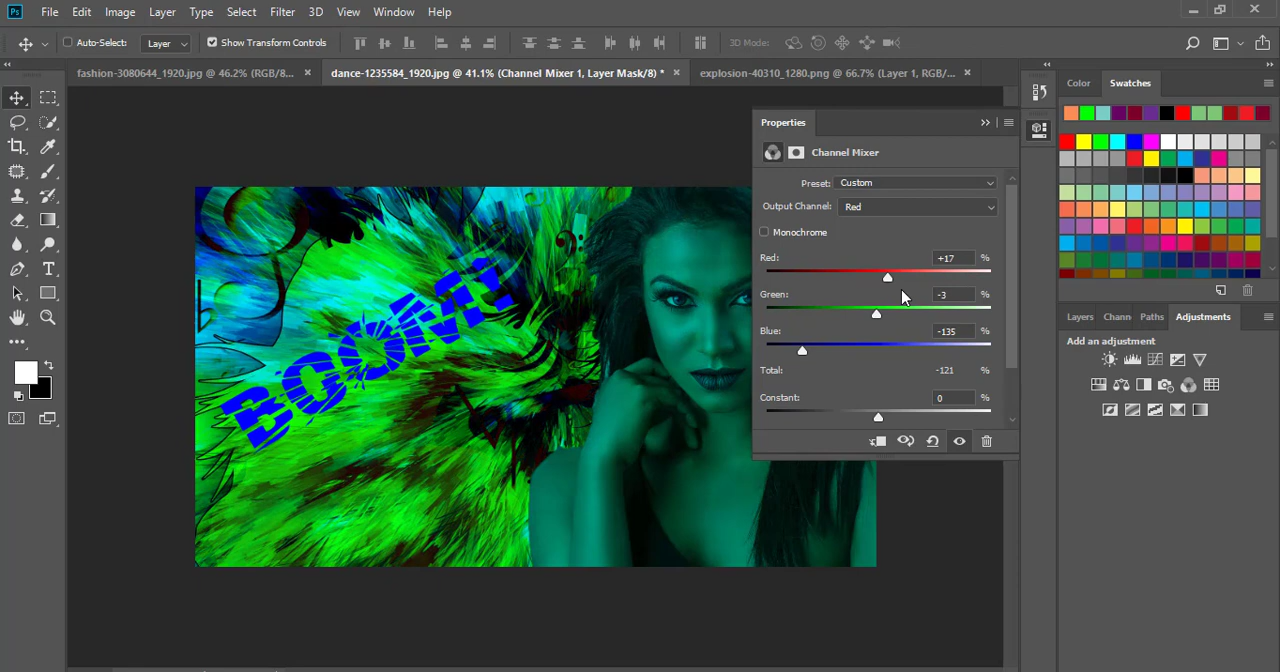 Ps File Edit Image Layer Type Select Filter 3D View Window Help
Auto-Select: Layer Show Transform Controls 3D Mode:
fashion-3080644_1920.jpg @ 46.2% (RGB/8... × dance-1235584_1920.jpg @ 41.1% (Channel Mixer 1, Layer Mask/8) * × explosion-40310_1280.png @ 66.7% (Layer 1, RGB/... ×
Color Swatches
Properties
Channel Mixer
Preset: Custom
Output Channel: Red
Monochrome
Red: +17 %
Green: -3 %
Blue: -135 %
Total: -121 %
Constant: 0 %
Layers Chann Paths Adjustments
Add an adjustment